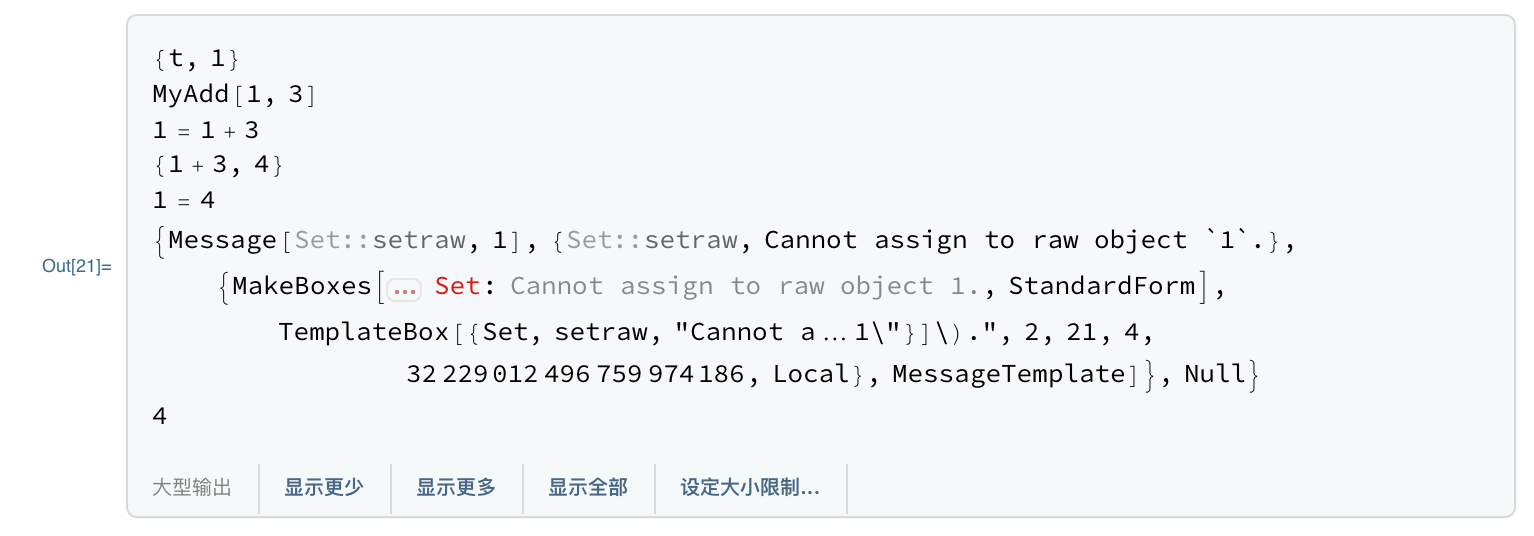 {t, 1}
MyAdd[1, 3]
1 = 1 + 3
{1 + 3, 4}
1 = 4
{Message[Set::setraw, 1], {Set::setraw, Cannot assign to raw object `1`.},
Out[21]=
{MakeBoxes[... Set: Cannot assign to raw object 1., StandardForm],
TemplateBox[{Set, setraw, "Cannot a...1\"}]\).", 2, 21, 4,
32 229 012 496 759 974 186, Local}, MessageTemplate]}, Null}
4
大型输出 显示更少 显示更多 显示全部 设定大小限制...